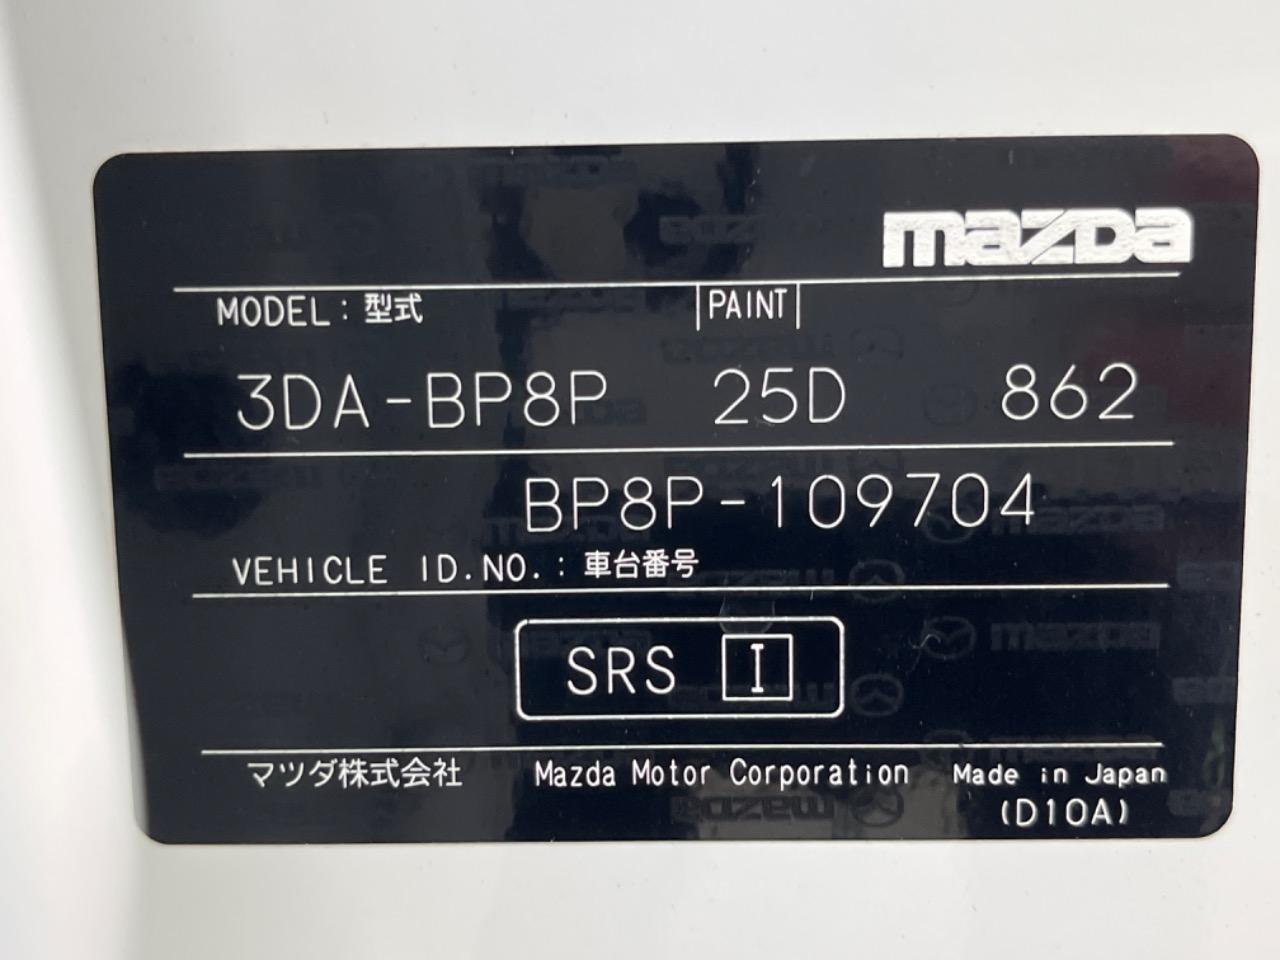 mazda
MODEL : 型式 PAINT
3DA-BP8P 25D 862
BP8P-109704
VEHICLE ID.NO. : 車台番号
SRS I
マツダ株式会社 Mazda Motor Corporation Made in Japan
(D10A)